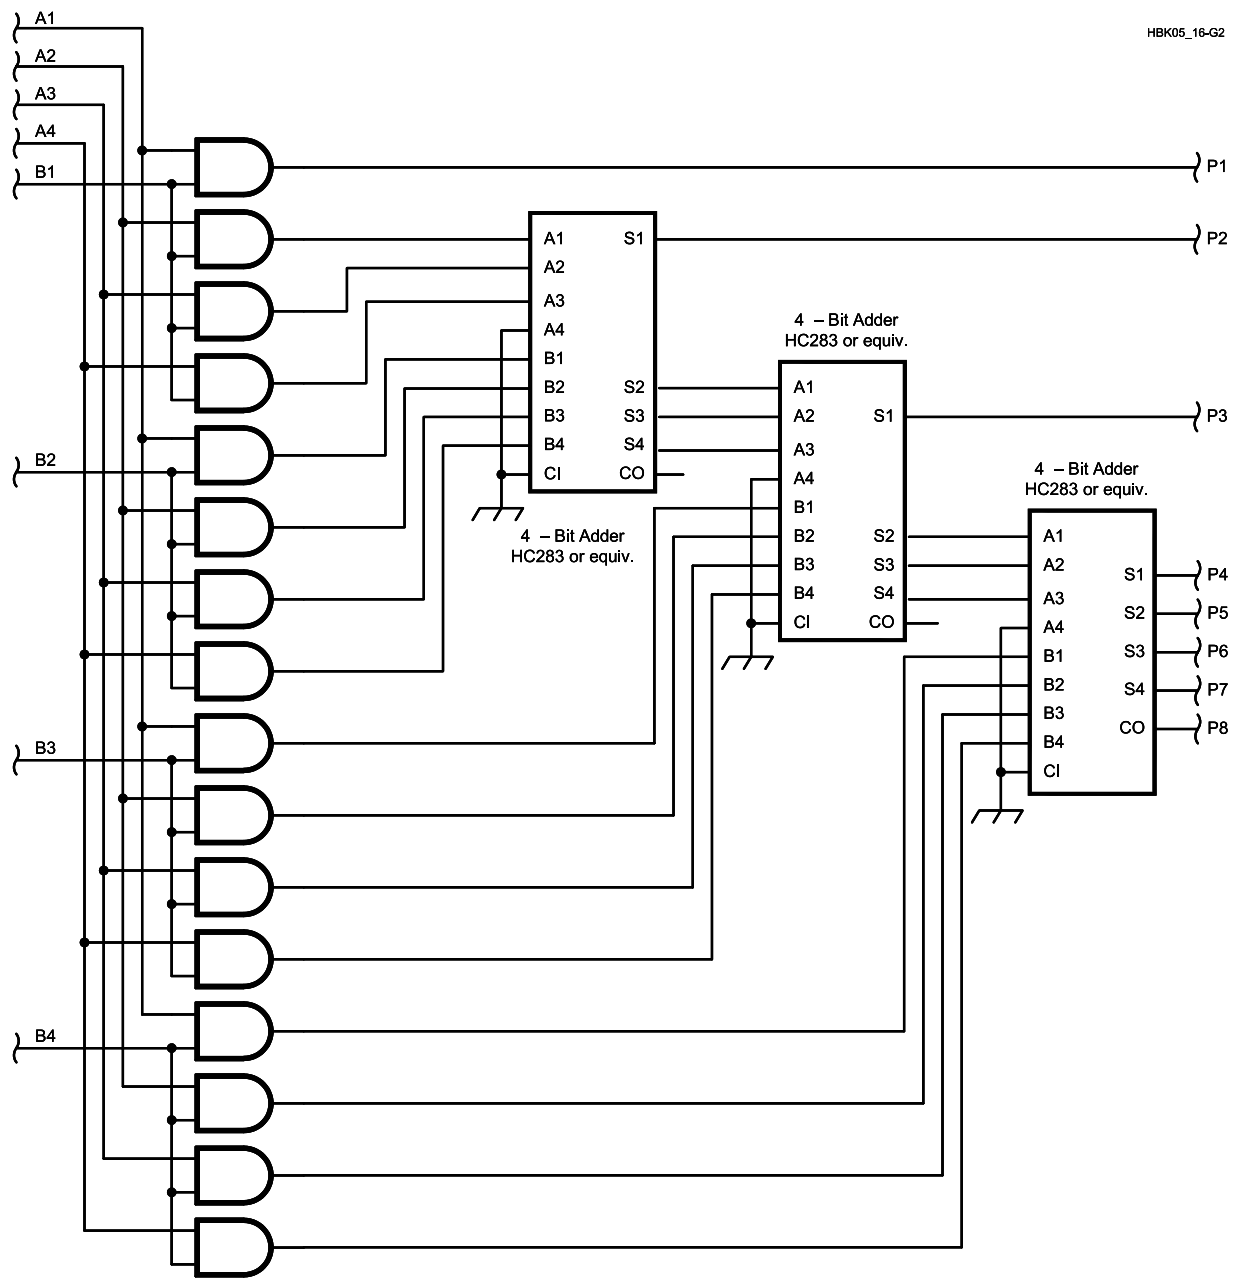 A1
HBK05_16-G2
A2
A3
A4
B1
P1
A1 S1
P2
A2
A3
A4
B1
B2 S2
B3 S3
B4 S4
CI CO
4 – Bit Adder
HC283 or equiv.
4 – Bit Adder
HC283 or equiv.
A1
A2 S1
P3
A3
A4
B1
B2 S2
B3 S3
B4 S4
CI CO
4 – Bit Adder
HC283 or equiv.
A1
A2
S1 P4
A3
S2 P5
A4
S3 P6
B1
B2
S4 P7
B3
CO P8
B4
CI
B2
B3
B4